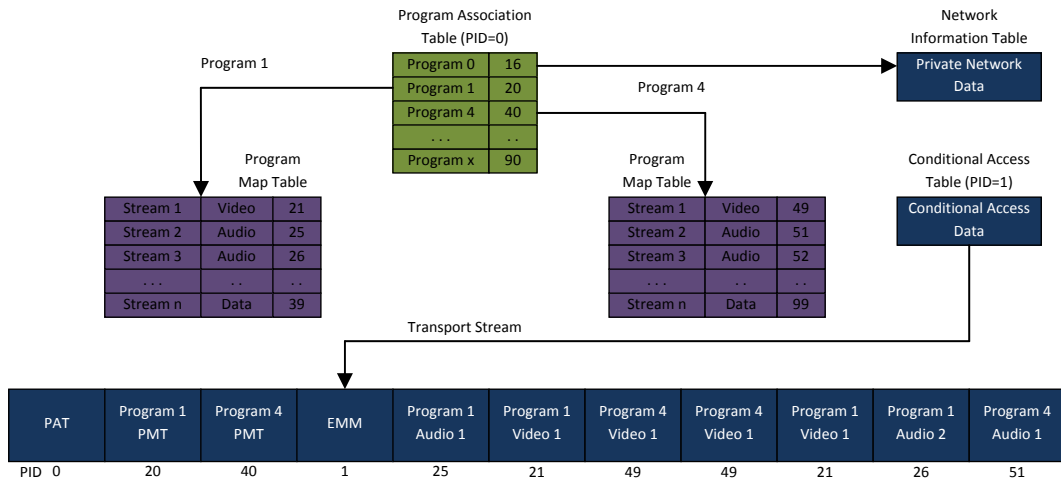 Program Association
Table (PID=0)
Network
Information Table
Program 0 16
Program 1 20
Program 4 40
. . . . .
Program x 90
Private Network
Data
Program 1
Program 4
Program
Map Table
Stream 1 Video 21
Stream 2 Audio 25
Stream 3 Audio 26
. . . . . . .
Stream n Data 39
Program
Map Table
Stream 1 Video 49
Stream 2 Audio 51
Stream 3 Audio 52
. . . . . . .
Stream n Data 99
Conditional Access
Table (PID=1)
Conditional Access
Data
Transport Stream
PAT
Program 1
PMT
Program 4
PMT
EMM
Program 1
Audio 1
Program 1
Video 1
Program 4
Video 1
Program 4
Video 1
Program 1
Video 1
Program 1
Audio 2
Program 4
Audio 1
PID 0 20 40 1 25 21 49 49 21 26 51